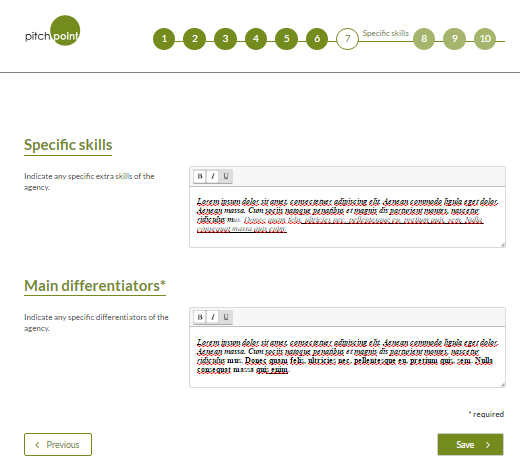 pitch point
1 2 3 4 5 6 7 Specific skills 8 9 10
Specific skills
Indicate any specific extra skills of the
agency.
B I U
Lorem ipsum dolor sit amet, consectetuer adipiscing elit. Aenean commodo ligula eget dolor.
Aenean massa. Cum sociis natoque penatibus et magnis dis parturient montes, nascetur
ridiculus mus. Donec quam felis, ultricies nec, pellentesque eu, pretium quis, sem. Nulla
consequat massa quis enim.
Main differentiators*
Indicate any specific differentiators of the
agency.
B I U
Lorem ipsum dolor sit amet, consectetuer adipiscing elit. Aenean commodo ligula eget dolor.
Aenean massa. Cum sociis natoque penatibus et magnis dis parturient montes, nascetur
ridiculus mus. Donec quam felis, ultricies nec, pellentesque eu, pretium quis, sem. Nulla
consequat massa quis enim.
* required
Previous
Save